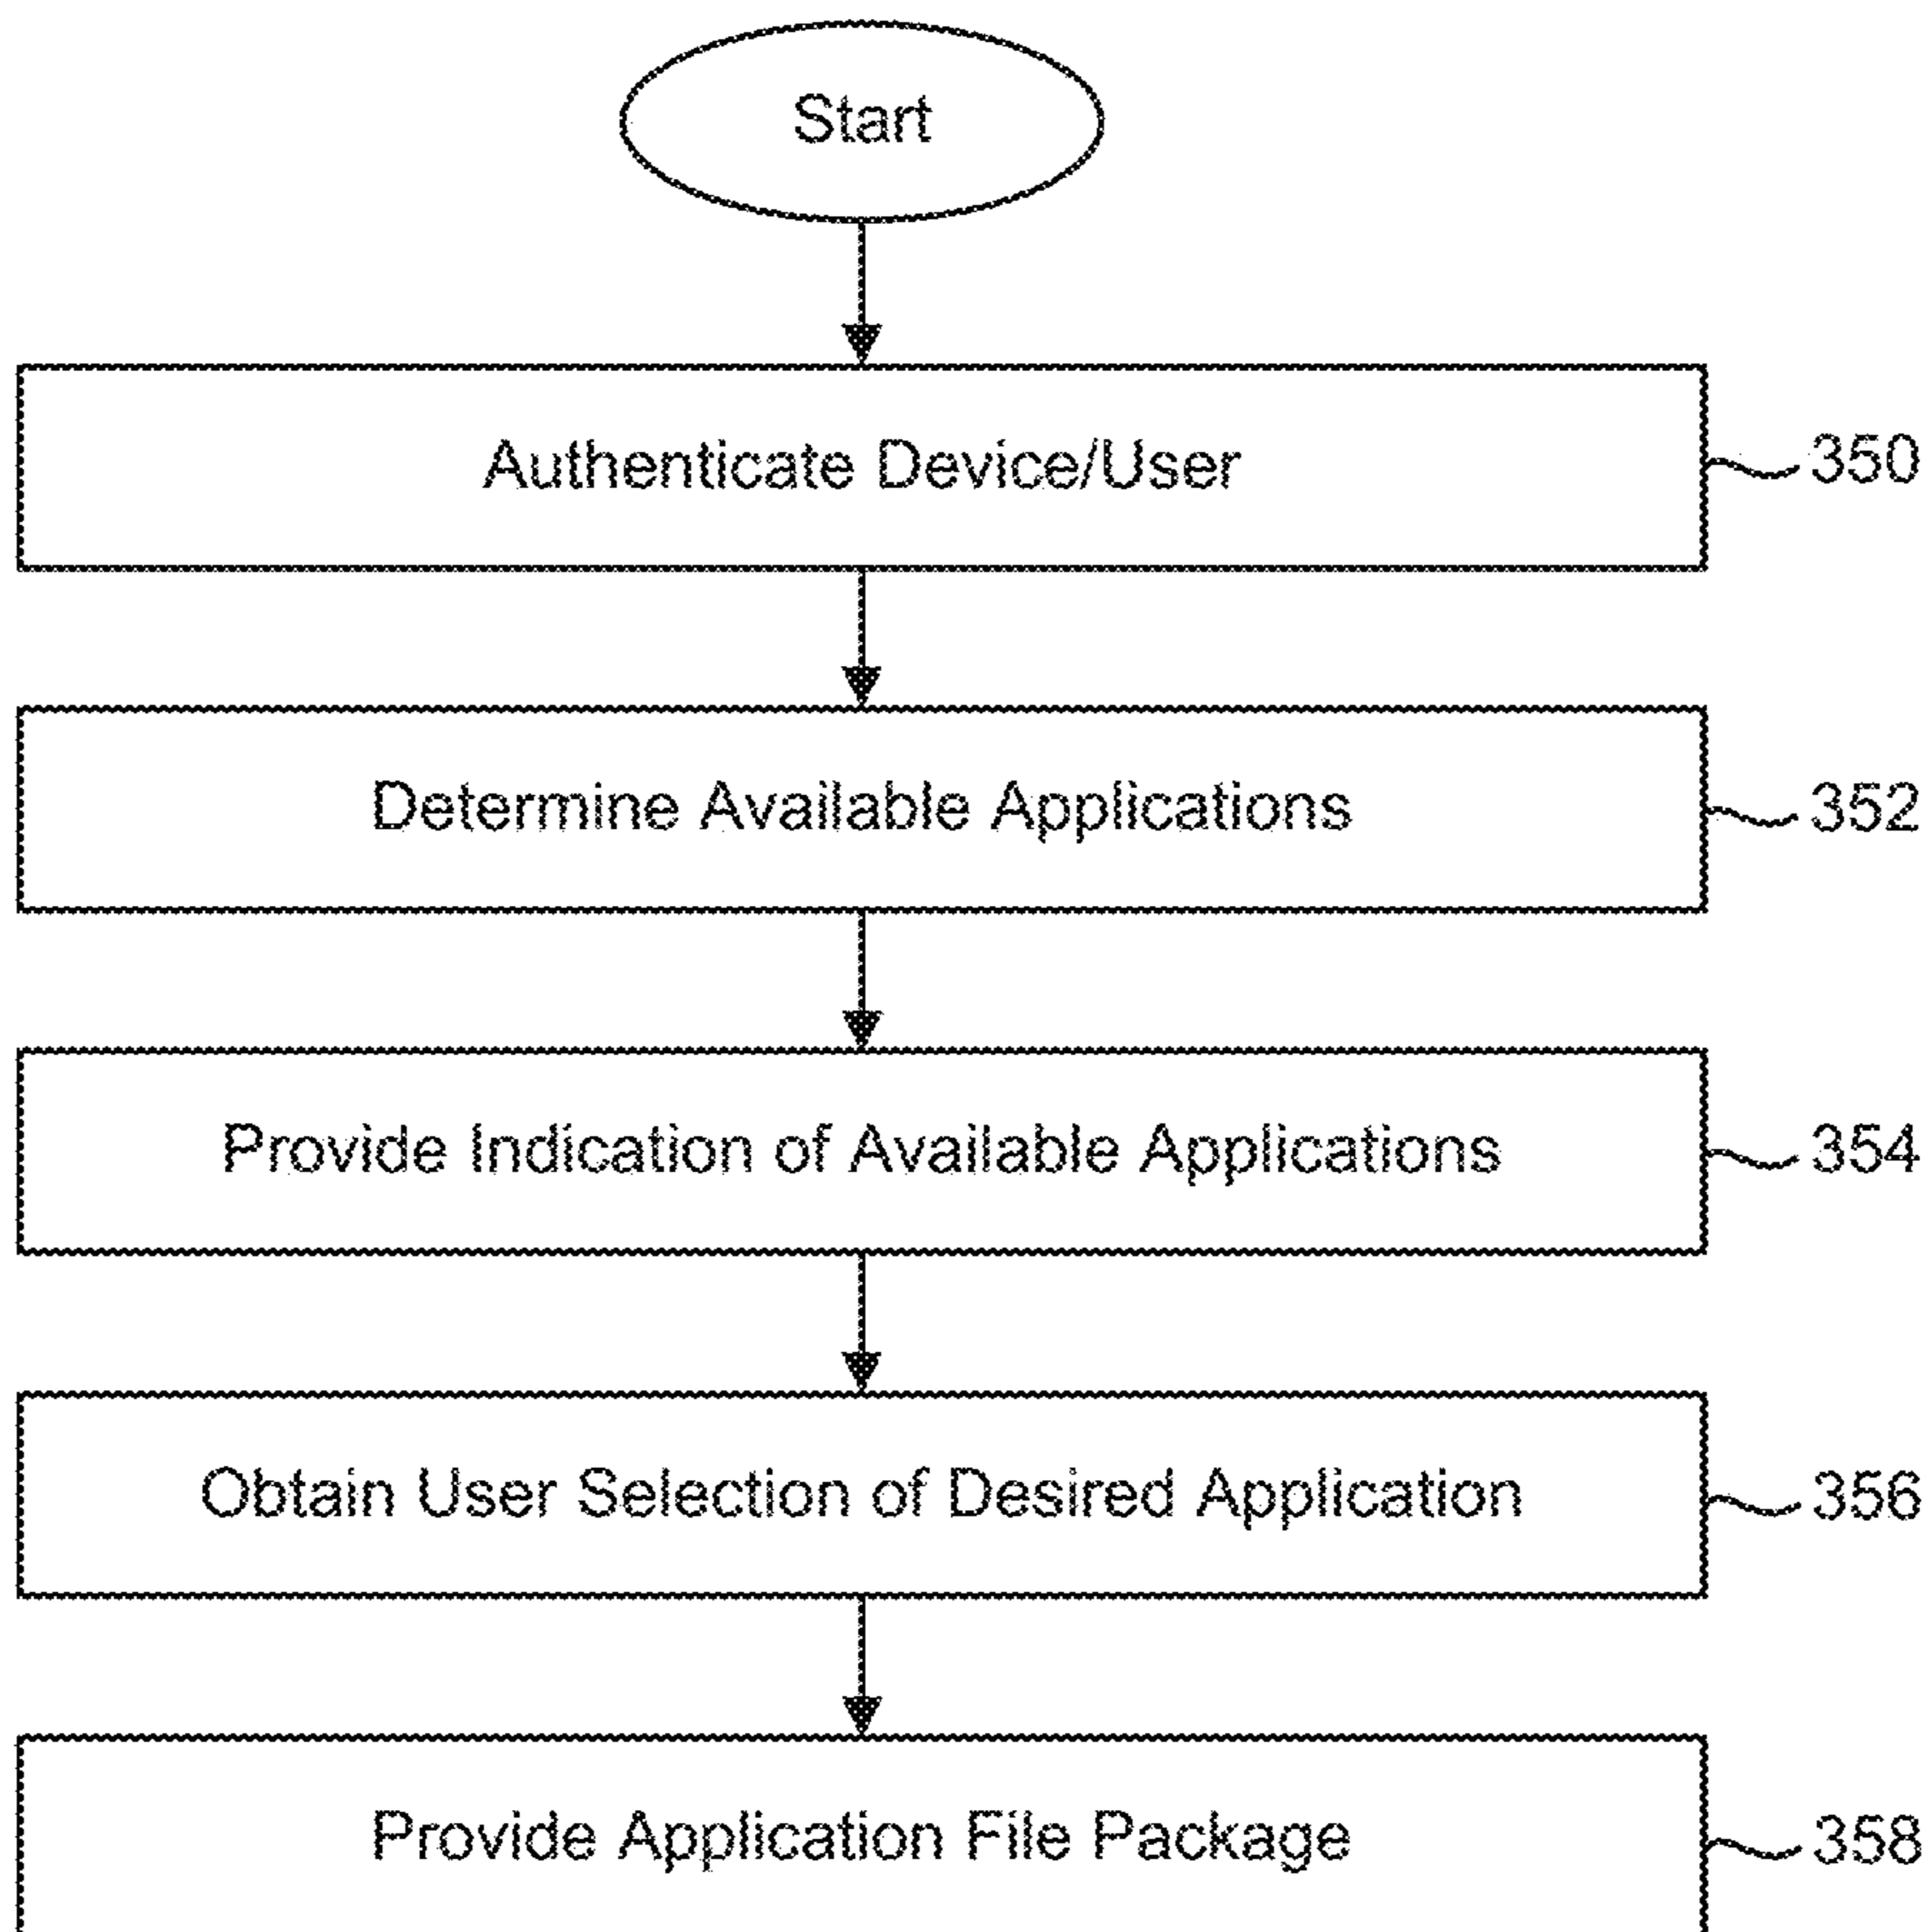 Start
Authenticate Device/User
350
Determine Available Applications
352
Provide Indication of Available Applications
354
Obtain User Selection of Desired Application
356
Provide Application File Package
358